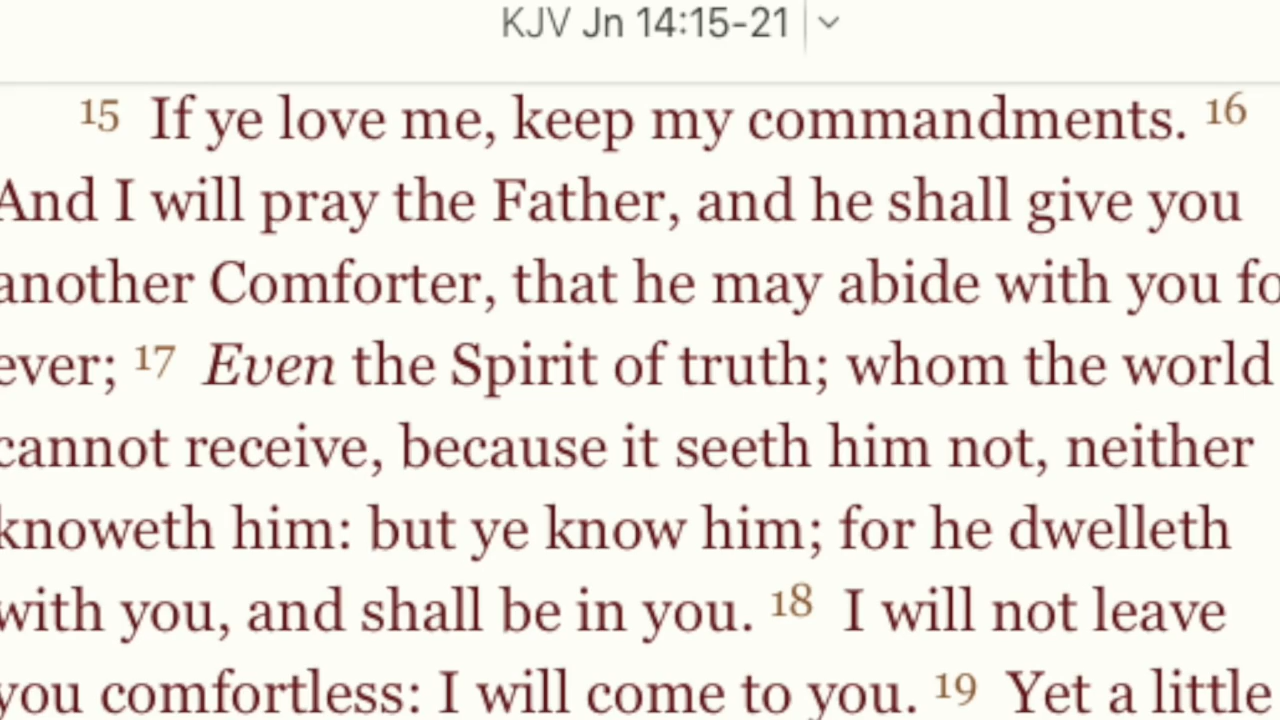 KJV Jn 14:15-21
15 If ye love me, keep my commandments. 16
And I will pray the Father, and he shall give you
another Comforter, that he may abide with you fo
ever; 17 Even the Spirit of truth; whom the world
cannot receive, because it seeth him not, neither
knoweth him: but ye know him; for he dwelleth
with you, and shall be in you. 18 I will not leave
you comfortless: I will come to you. 19 Yet a little